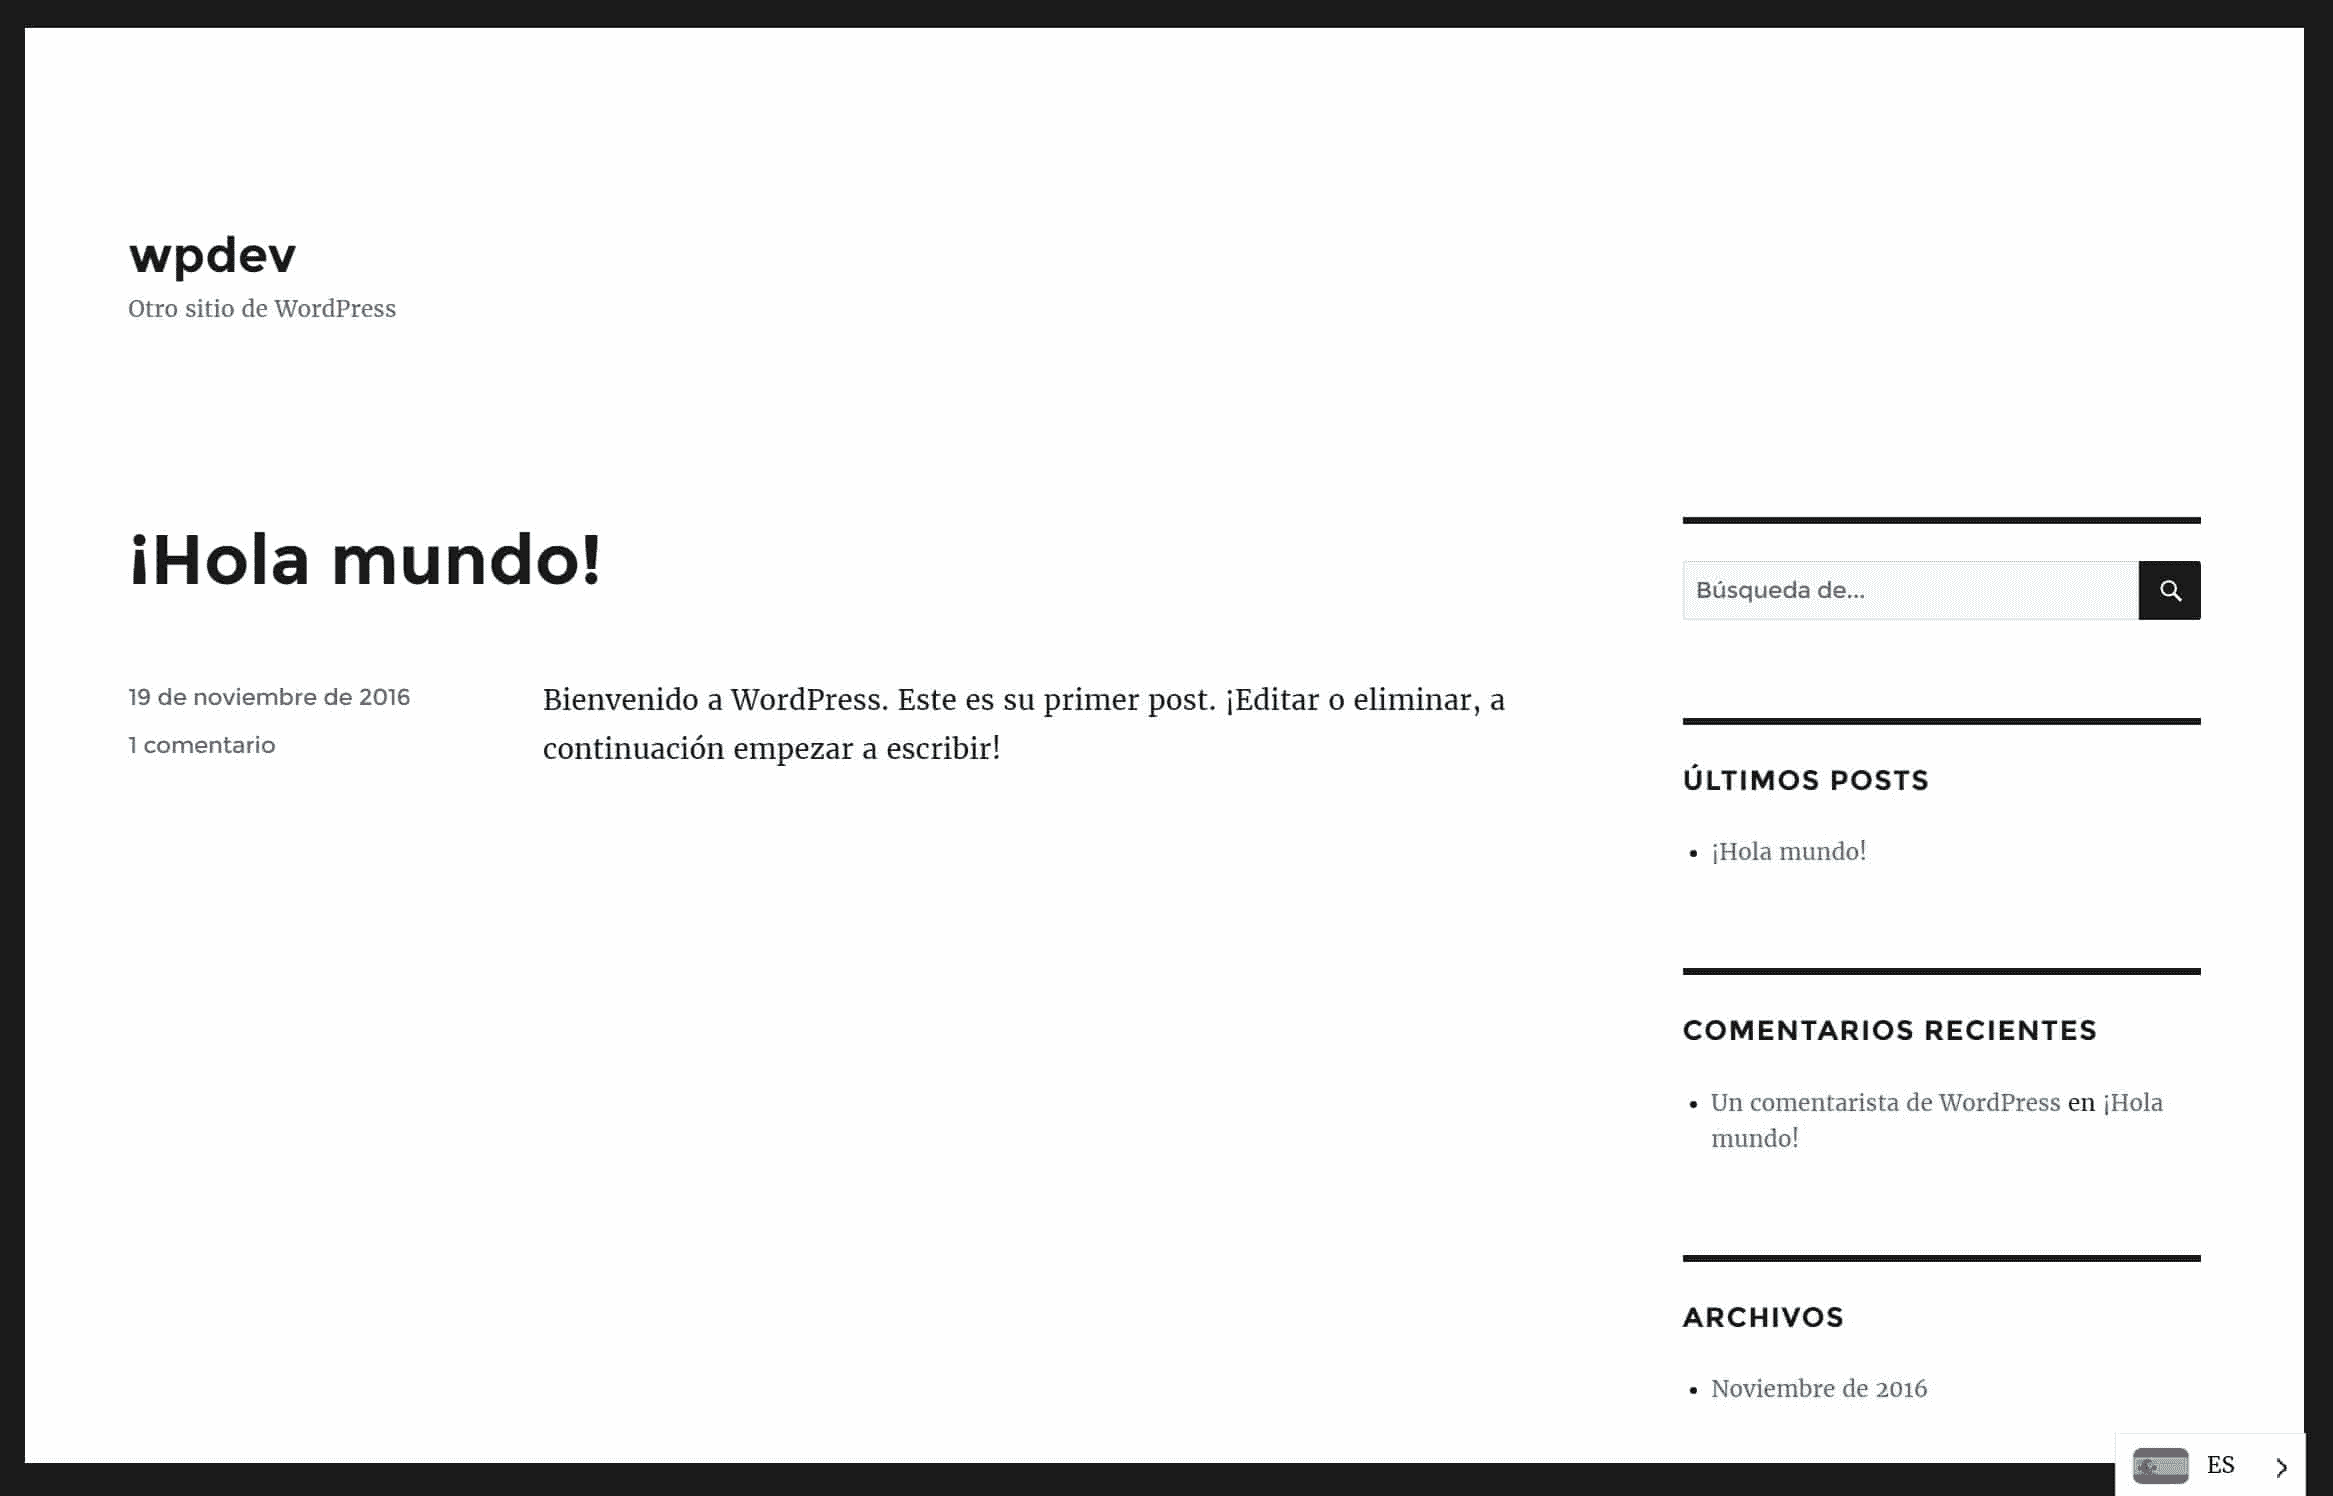 wpdev
Otro sitio de WordPress
¡Hola mundo!
19 de noviembre de 2016
1 comentario
Bienvenido a WordPress. Este es su primer post. ¡Editar o eliminar, a
continuación empezar a escribir!
Búsqueda de...
ÚLTIMOS POSTS
¡Hola mundo!
COMENTARIOS RECIENTES
Un comentarista de WordPress en ¡Hola
mundo!
ARCHIVOS
Noviembre de 2016
ES